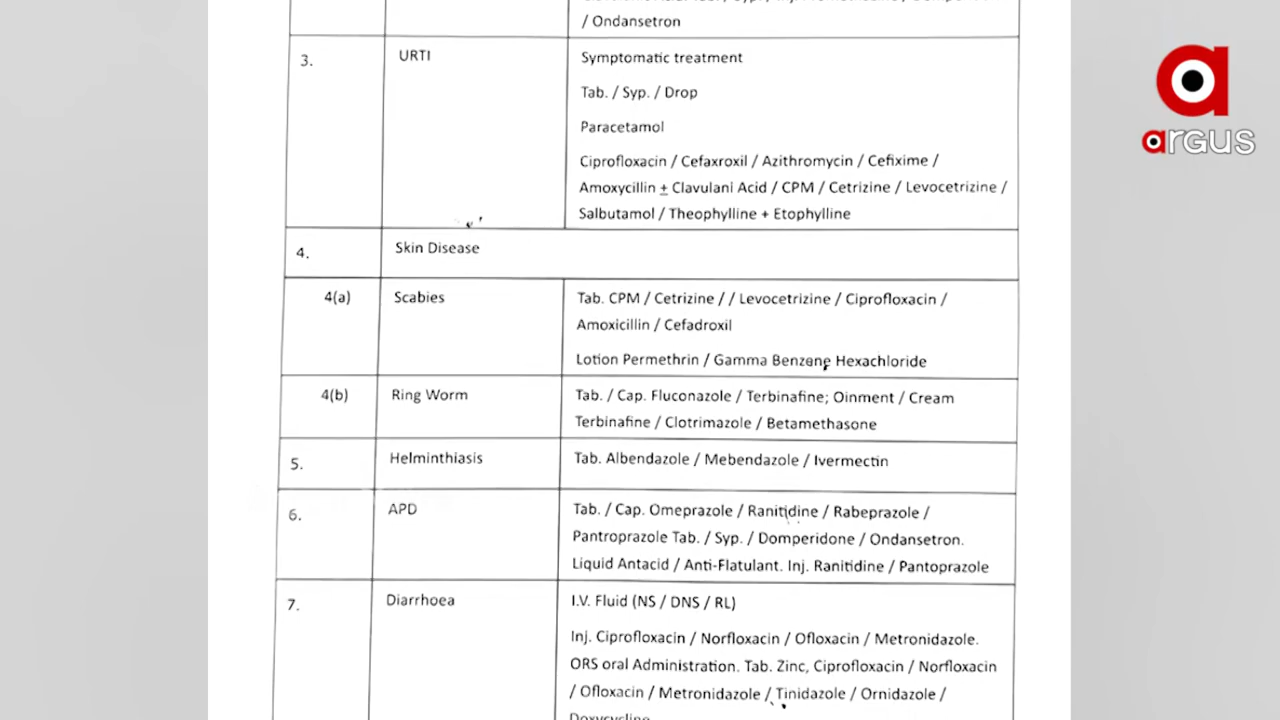 / Ondansetron
3. URTI Symptomatic treatment
Tab. / Syp. / Drop
Paracetamol
Ciprofloxacin / Cefaxroxil / Azithromycin / Cefixime /
Amoxycillin ± Clavulani Acid / CPM / Cetrizine / Levocetrizine /
Salbutamol / Theophylline + Etophylline
4. Skin Disease
4(a) Scabies Tab. CPM / Cetrizine / / Levocetrizine / Ciprofloxacin /
Amoxicillin / Cefadroxil
Lotion Permethrin / Gamma Benzene Hexachloride
4(b) Ring Worm Tab. / Cap. Fluconazole / Terbinafine; Oinment / Cream
Terbinafine / Clotrimazole / Betamethasone
5. Helminthiasis Tab. Albendazole / Mebendazole / Ivermectin
6. APD Tab. / Cap. Omeprazole / Ranitidine / Rabeprazole /
Pantroprazole Tab. / Syp. / Domperidone / Ondansetron.
Liquid Antacid / Anti-Flatulant. Inj. Ranitidine / Pantoprazole
7. Diarrhoea I.V. Fluid (NS / DNS / RL)
Inj. Ciprofloxacin / Norfloxacin / Ofloxacin / Metronidazole.
ORS oral Administration. Tab. Zinc, Ciprofloxacin / Norfloxacin
/ Ofloxacin / Metronidazole / Tinidazole / Ornidazole /
Doxycycline
argus